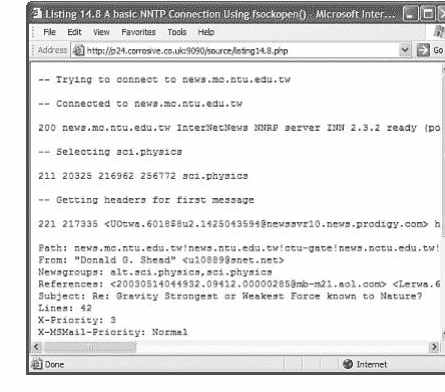 Listing 14.8 A basic NNTP Connection Using fsockopen() - Microsoft Inter...
File Edit View Favorites Tools Help
Address http://p24.corrosive.co.uk:9090/source/listing14.8.php Go
-- Trying to connect to news.mc.ntu.edu.tw
-- Connected to news.mc.ntu.edu.tw
200 news.mc.ntu.edu.tw InterNetNews NNRP server INN 2.3.2 ready (po
-- Selecting sci.physics
211 20325 216962 256772 sci.physics
-- Getting headers for first message
221 217335 <UOtwa.601858u2.1425043594@newssvr10.news.prodigy.com> h
Path: news.mc.ntu.edu.tw!news.ntu.edu.tw!ctu-gate!news.nctu.edu.tw!
From: "Donald G. Shead" <u10889@snet.net>
Newsgroups: alt.sci.physics,sci.physics
References: <20030514044932.09412.00000285@mb-m21.aol.com> <Lerwa.6
Subject: Re: Gravity Strongest or Weakest Force known to Nature?
Lines: 42
X-Priority: 3
X-MSMail-Priority: Normal
Done Internet